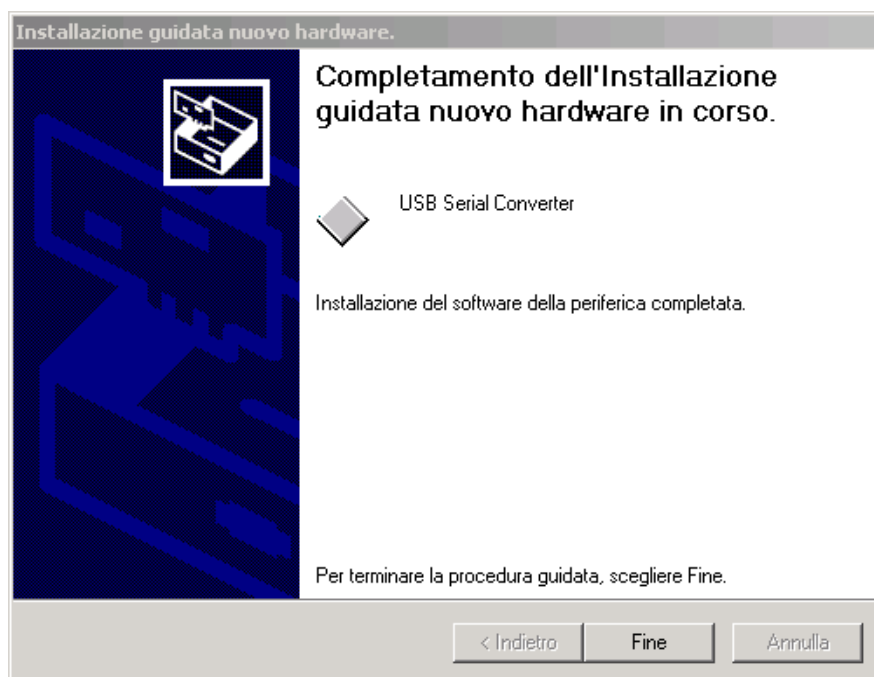 Installazione guidata nuovo hardware.
Completamento dell'Installazione
guidata nuovo hardware in corso.
USB Serial Converter
Installazione del software della periferica completata.
Per terminare la procedura guidata, scegliere Fine.
< Indietro
Fine
Annulla